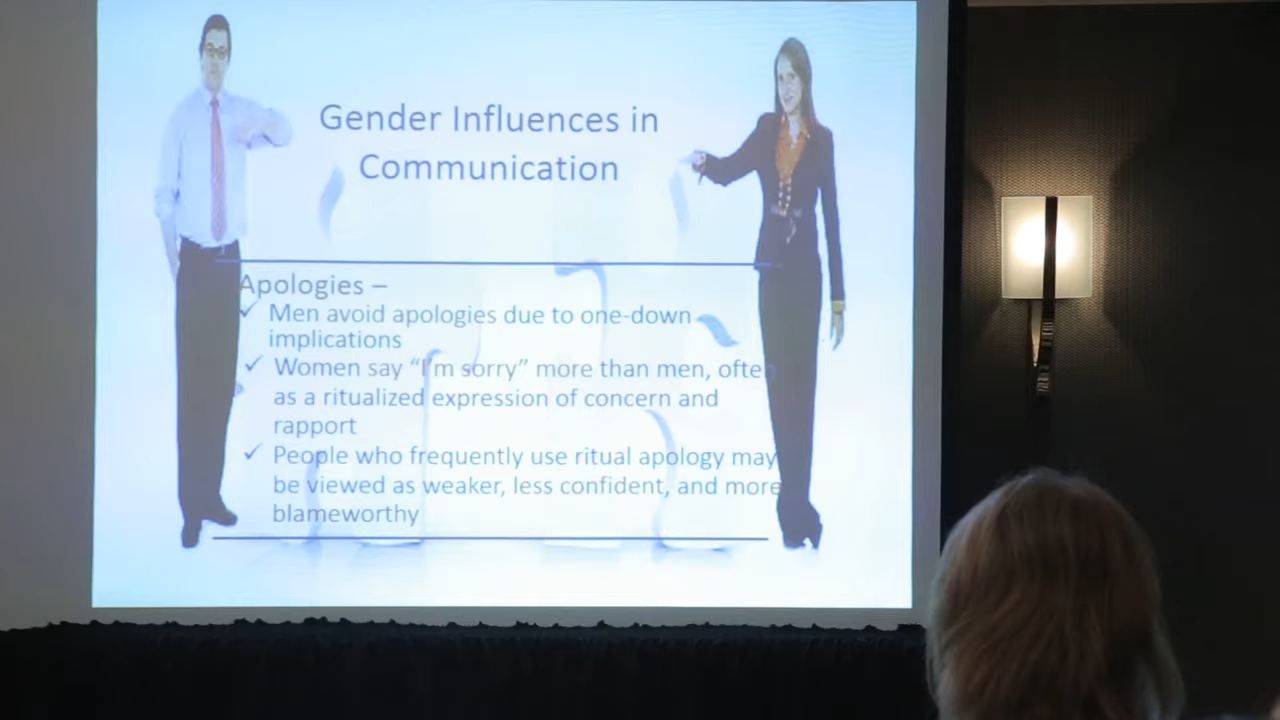 Gender Influences in
Communication
Apologies –
✓ Men avoid apologies due to one-down
implications
✓ Women say “I’m sorry” more than men, often
as a ritualized expression of concern and
rapport
✓ People who frequently use ritual apology may
be viewed as weaker, less confident, and more
blameworthy